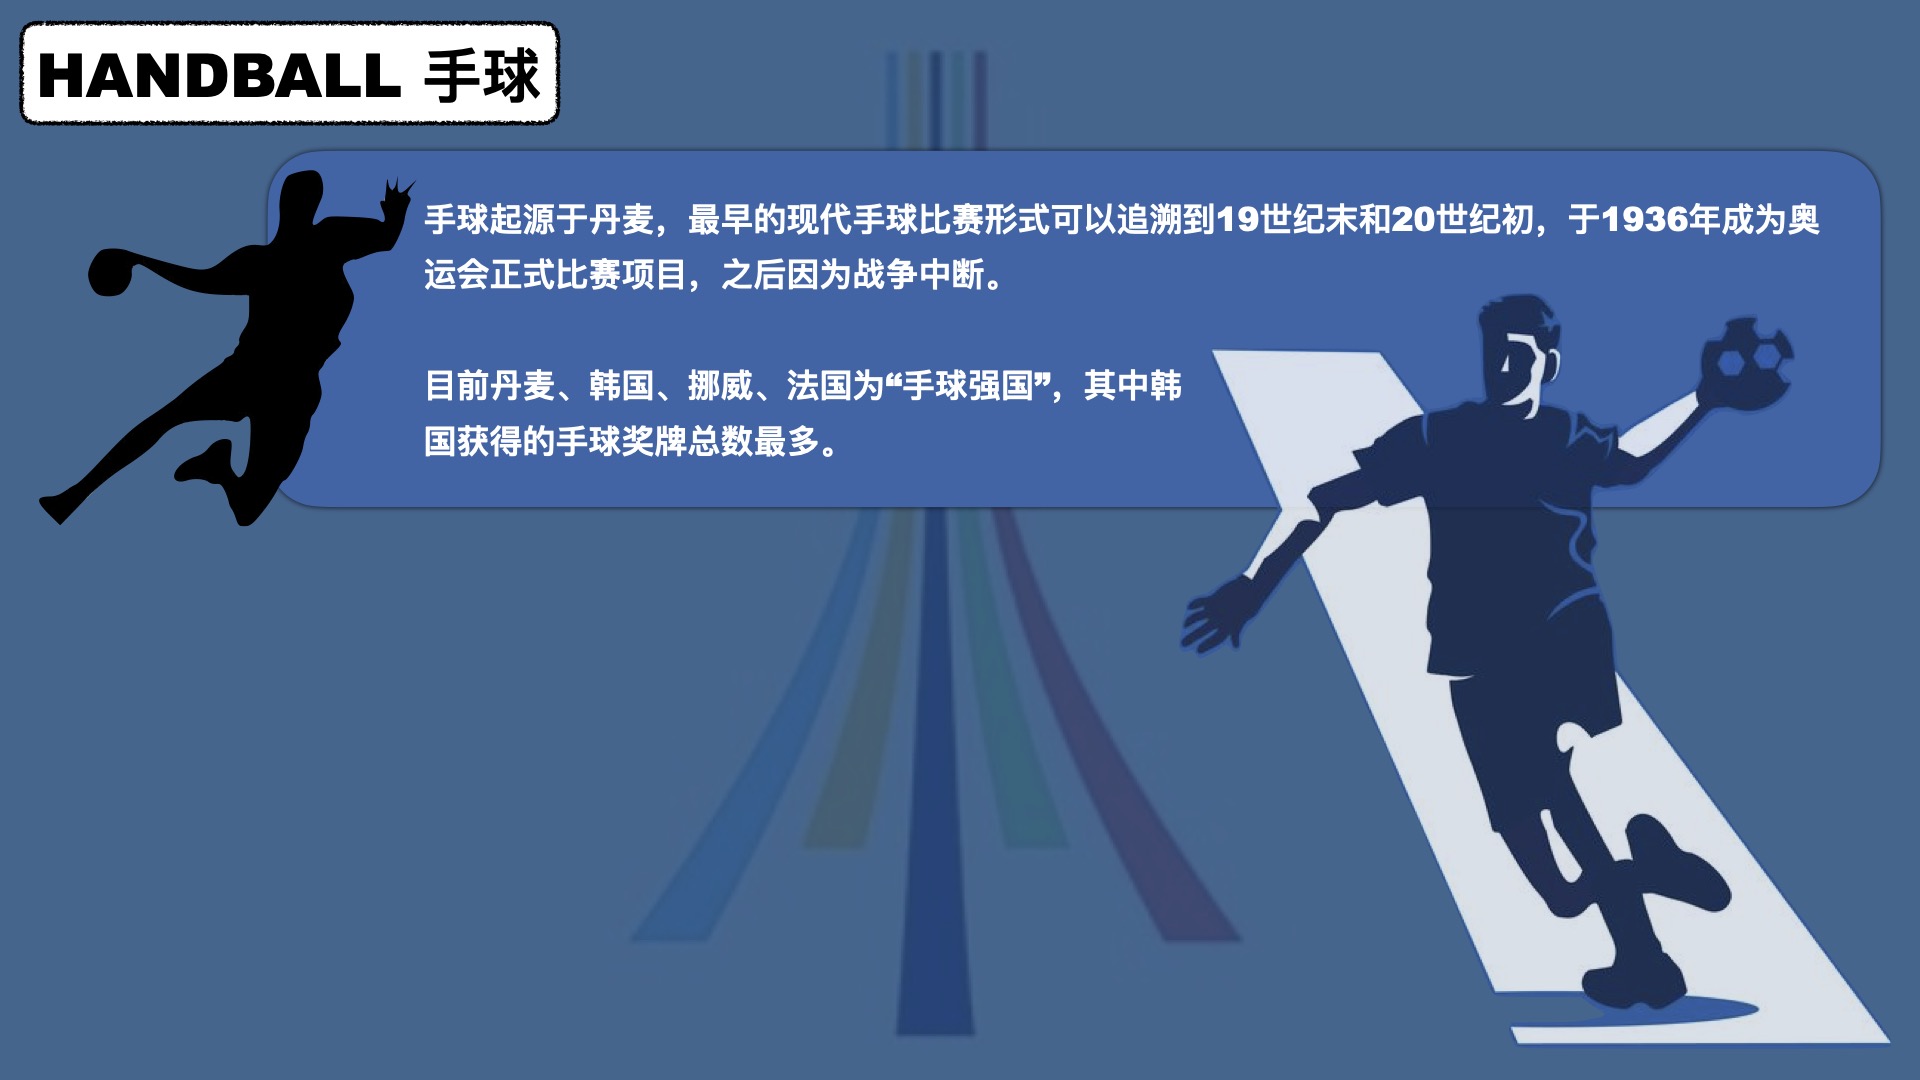 HANDBALL 手球
手球起源于丹麦，最早的现代手球比赛形式可以追溯到19世纪末和20世纪初，于1936年成为奥
运会正式比赛项目，之后因为战争中断。
目前丹麦、韩国、挪威、法国为“手球强国”，其中韩
国获得的手球奖牌总数最多。